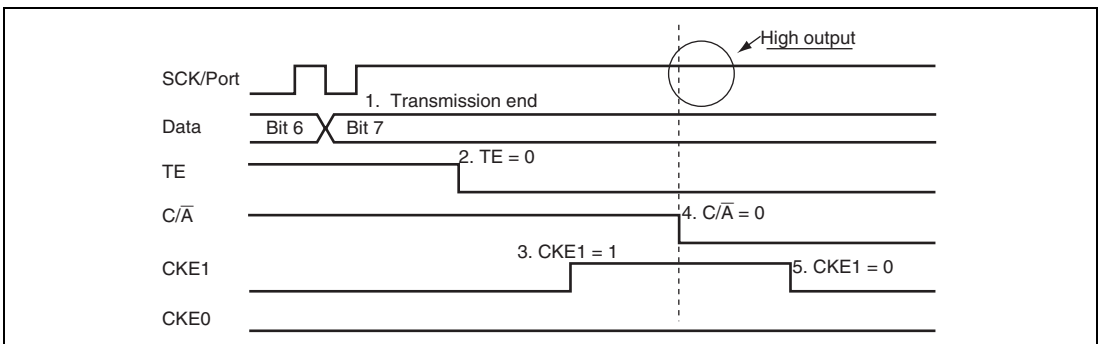 High output
SCK/Port
1. Transmission end
Data
Bit 6
Bit 7
2. TE = 0
TE
C/A̅
4. C/A̅ = 0
3. CKE1 = 1
CKE1
5. CKE1 = 0
CKE0